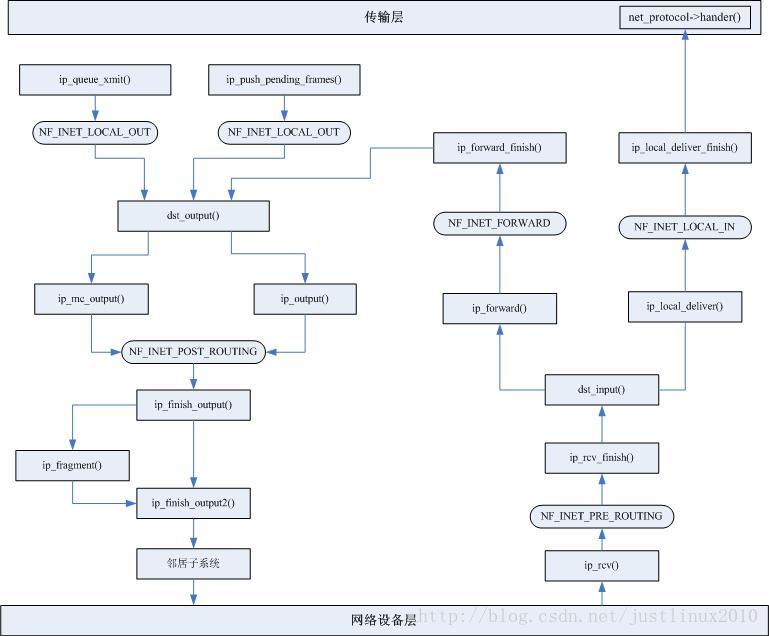 传输层
net_protocol->hander()
ip_queue_xmit()
ip_push_pending_frames()
NF_INET_LOCAL_OUT
NF_INET_LOCAL_OUT
ip_forward_finish()
ip_local_deliver_finish()
dst_output()
NF_INET_FORWARD
NF_INET_LOCAL_IN
ip_mc_output()
ip_output()
ip_forward()
ip_local_deliver()
NF_INET_POST_ROUTING
ip_finish_output()
dst_input()
ip_fragment()
ip_rcv_finish()
ip_finish_output2()
NF_INET_PRE_ROUTING
邻居子系统
ip_rcv()
网络设备层
http://blog.csdn.net/justlinux2010